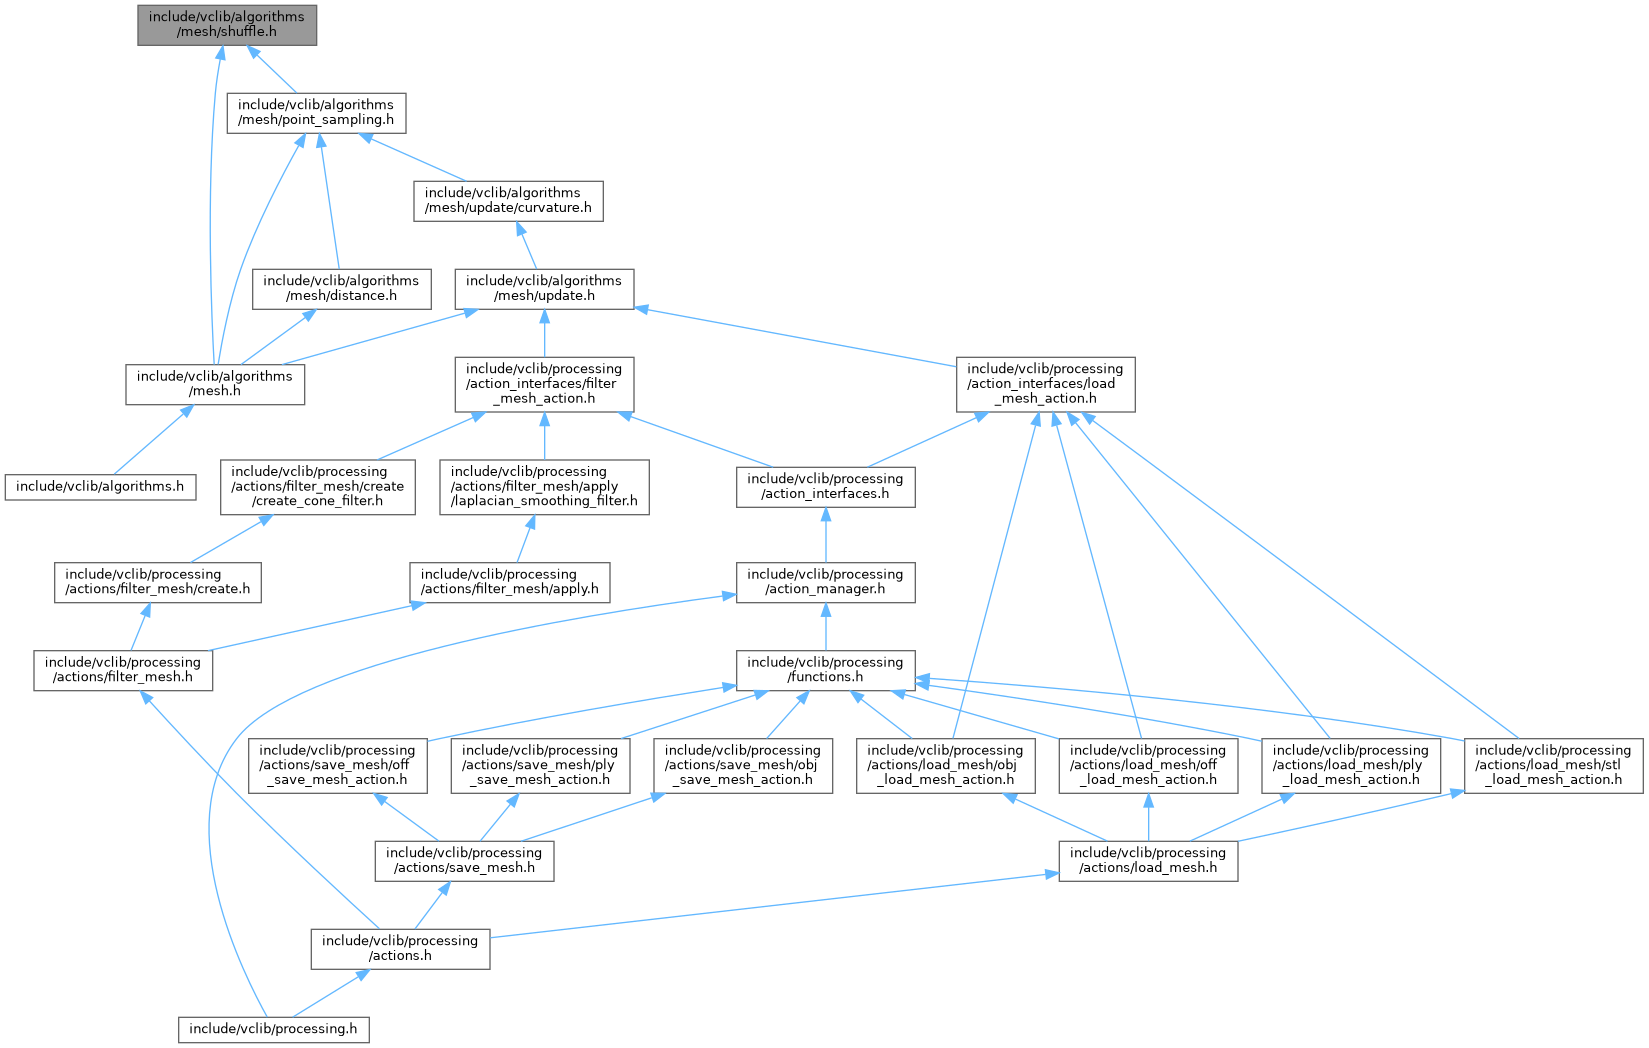 include/vclib/algorithms
/mesh/shuffle.h
include/vclib/algorithms
/mesh/point_sampling.h
include/vclib/algorithms
/mesh/update/curvature.h
include/vclib/algorithms
/mesh/distance.h
include/vclib/algorithms
/mesh/update.h
include/vclib/algorithms
/mesh.h
include/vclib/processing
/action_interfaces/filter
_mesh_action.h
include/vclib/processing
/action_interfaces/load
_mesh_action.h
include/vclib/algorithms.h
include/vclib/processing
/actions/filter_mesh/create
/create_cone_filter.h
include/vclib/processing
/actions/filter_mesh/apply
/laplacian_smoothing_filter.h
include/vclib/processing
/action_interfaces.h
include/vclib/processing
/actions/filter_mesh/create.h
include/vclib/processing
/actions/filter_mesh/apply.h
include/vclib/processing
/action_manager.h
include/vclib/processing
/actions/filter_mesh.h
include/vclib/processing
/functions.h
include/vclib/processing
/actions/save_mesh/off
_save_mesh_action.h
include/vclib/processing
/actions/save_mesh/ply
_save_mesh_action.h
include/vclib/processing
/actions/save_mesh/obj
_save_mesh_action.h
include/vclib/processing
/actions/load_mesh/obj
_load_mesh_action.h
include/vclib/processing
/actions/load_mesh/off
_load_mesh_action.h
include/vclib/processing
/actions/load_mesh/ply
_load_mesh_action.h
include/vclib/processing
/actions/load_mesh/stl
_load_mesh_action.h
include/vclib/processing
/actions/save_mesh.h
include/vclib/processing
/actions/load_mesh.h
include/vclib/processing
/actions.h
include/vclib/processing.h